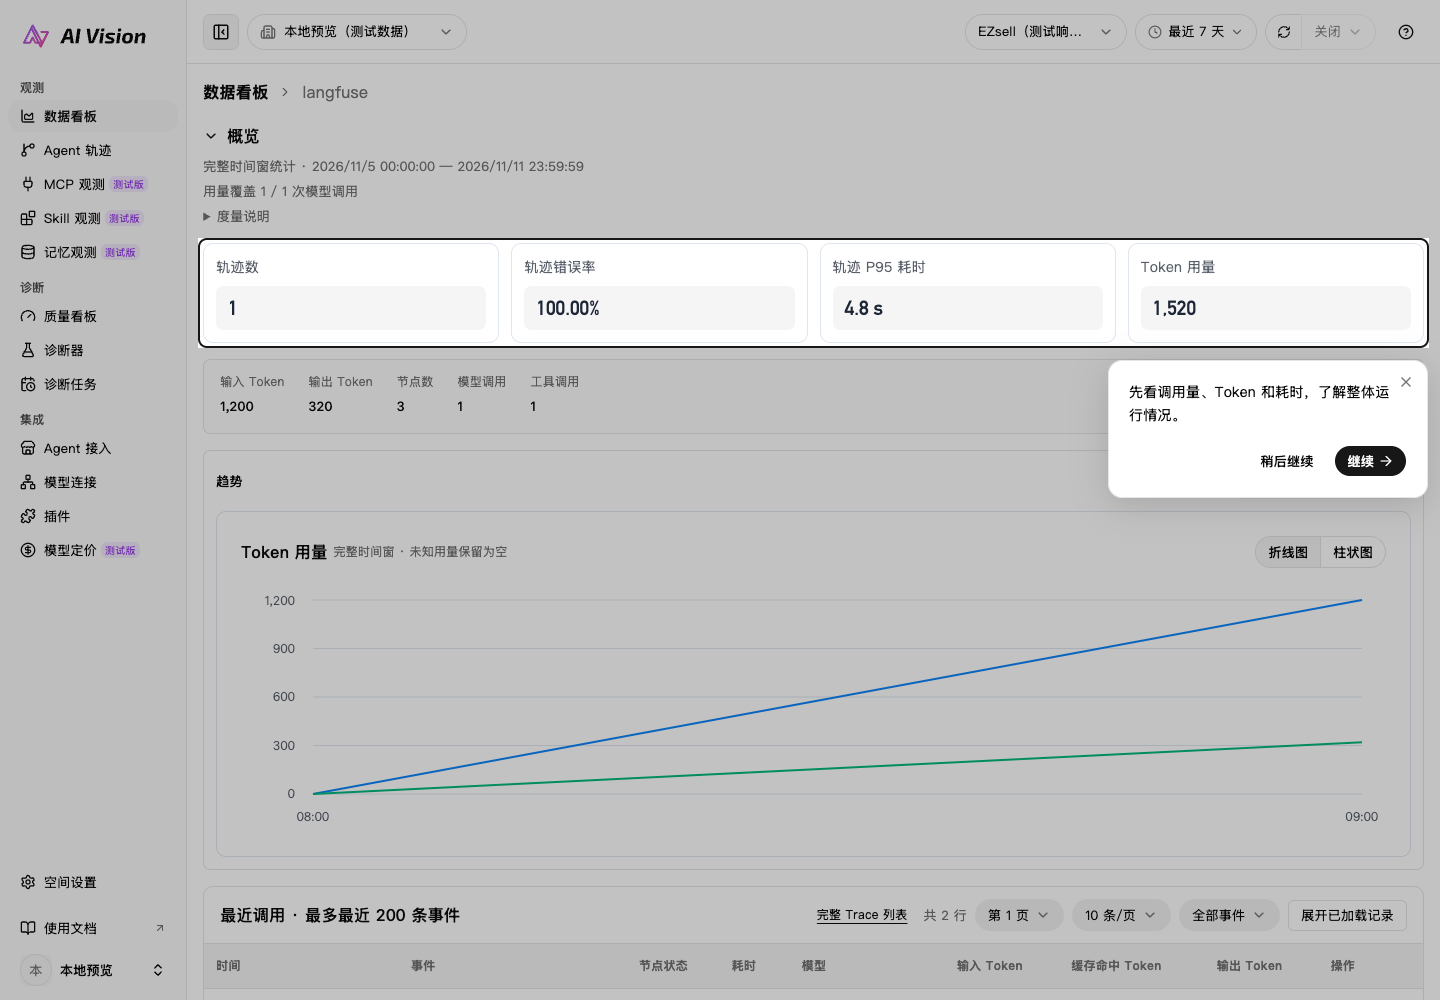 AI Vision
观测
数据看板
Agent 轨迹
MCP 观测 测试版
Skill 观测 测试版
记忆观测 测试版
诊断
质量看板
诊断器
诊断任务
集成
Agent 接入
模型连接
插件
模型定价 测试版
空间设置
使用文档
本 本地预览
本地预览（测试数据）
EZsell（测试响...
最近 7 天
关闭
数据看板 > langfuse
概览
完整时间窗统计 · 2026/11/5 00:00:00 — 2026/11/11 23:59:59
用量覆盖 1 / 1 次模型调用
度量说明
轨迹数
1
轨迹错误率
100.00%
轨迹 P95 耗时
4.8 s
Token 用量
1,520
输入 Token 输出 Token 节点数 模型调用 工具调用
1,200 320 3 1 1
先看调用量、Token 和耗时，了解整体运
行情况。
稍后继续 继续 →
趋势
Token 用量 完整时间窗 · 未知用量保留为空
折线图 柱状图
1,200
900
600
300
0
08:00 09:00
最近调用 · 最多最近 200 条事件
完整 Trace 列表 共 2 行 第 1 页 10 条/页 全部事件 展开已加载记录
时间 事件 节点状态 耗时 模型 输入 Token 缓存命中 Token 输出 Token 操作